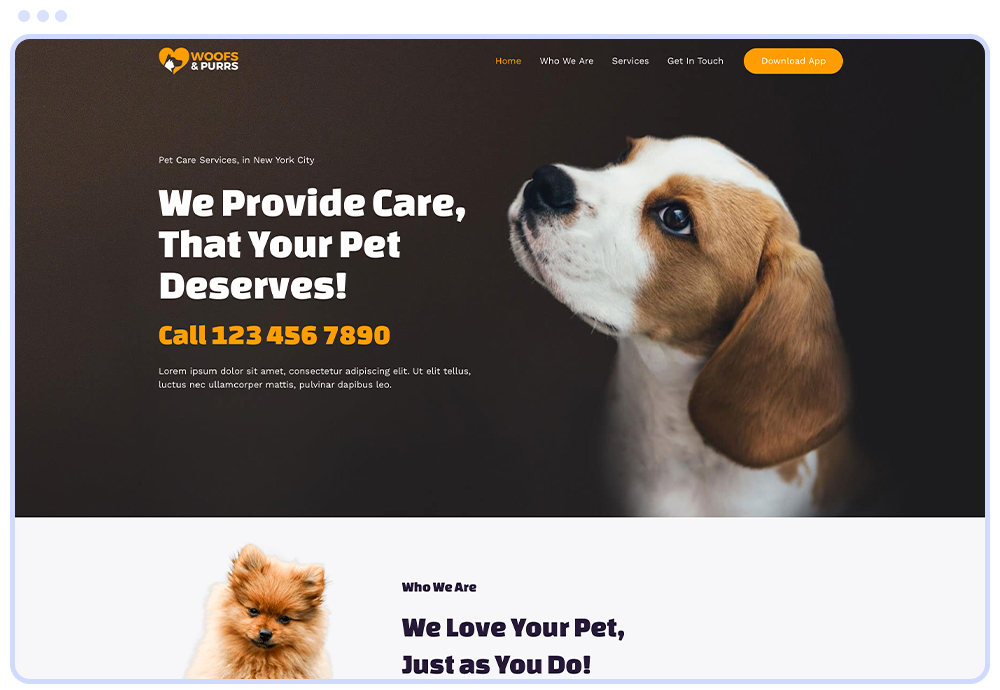 WOOFS
& PURRS
Home Who We Are Services Get In Touch Download App
Pet Care Services, in New York City
We Provide Care,
That Your Pet
Deserves!
Call 123 456 7890
Lorem ipsum dolor sit amet, consectetur adipiscing elit. Ut elit tellus,
luctus nec ullamcorper mattis, pulvinar dapibus leo.
Who We Are
We Love Your Pet,
Just as You Do!